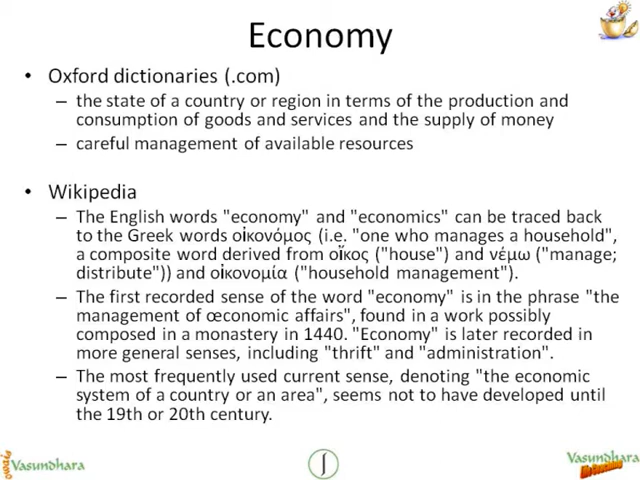 Economy
• Oxford dictionaries (.com)
– the state of a country or region in terms of the production and
consumption of goods and services and the supply of money
– careful management of available resources
• Wikipedia
– The English words "economy" and "economics" can be traced back
to the Greek words οἰκονόμος (i.e. "one who manages a household",
a composite word derived from οἴκος ("house") and νέμω ("manage;
distribute")) and οἰκονομία ("household management").
– The first recorded sense of the word "economy" is in the phrase "the
management of œconomic affairs", found in a work possibly
composed in a monastery in 1440. "Economy" is later recorded in
more general senses, including "thrift" and "administration".
– The most frequently used current sense, denoting "the economic
system of a country or an area", seems not to have developed until
the 19th or 20th century.
Vasundhara
Vasundhara